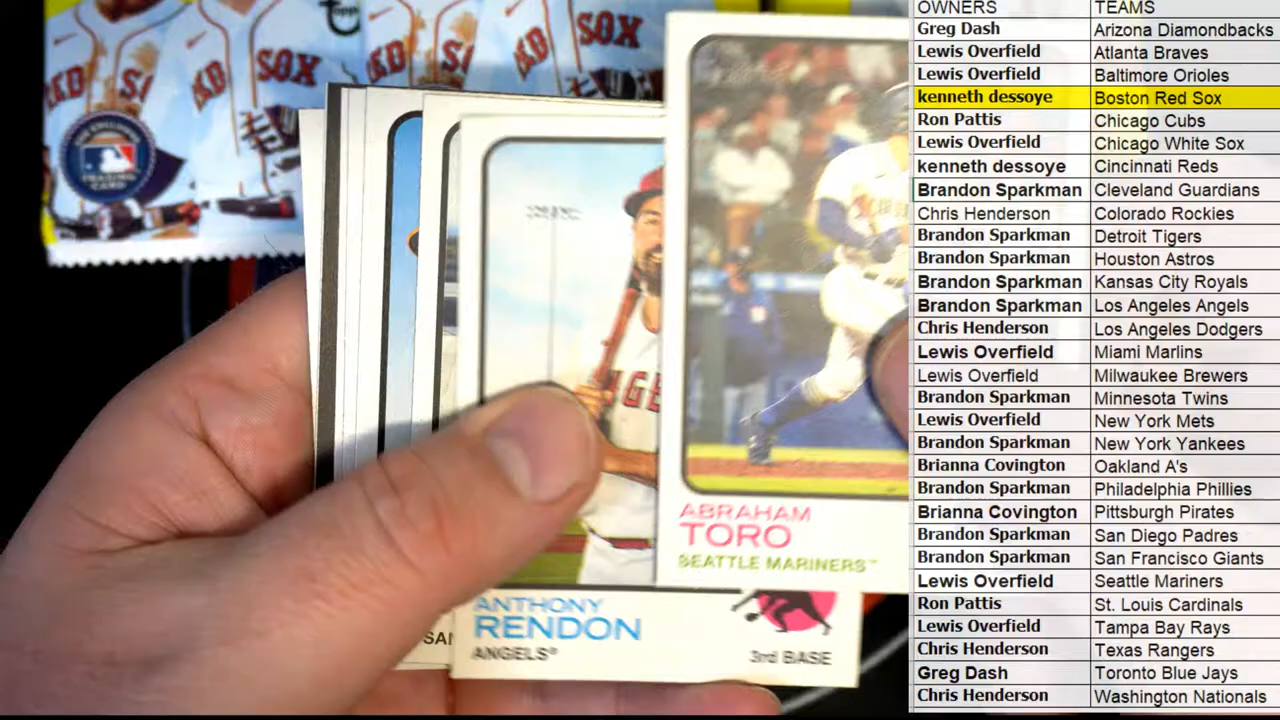 OWNERS TEAMS
Greg Dash Arizona Diamondbacks
Lewis Overfield Atlanta Braves
Lewis Overfield Baltimore Orioles
kenneth dessoye Boston Red Sox
Ron Pattis Chicago Cubs
Lewis Overfield Chicago White Sox
kenneth dessoye Cincinnati Reds
Brandon Sparkman Cleveland Guardians
Chris Henderson Colorado Rockies
Brandon Sparkman Detroit Tigers
Brandon Sparkman Houston Astros
Brandon Sparkman Kansas City Royals
Brandon Sparkman Los Angeles Angels
Chris Henderson Los Angeles Dodgers
Lewis Overfield Miami Marlins
Lewis Overfield Milwaukee Brewers
Brandon Sparkman Minnesota Twins
Lewis Overfield New York Mets
Brandon Sparkman New York Yankees
Brianna Covington Oakland A's
Brandon Sparkman Philadelphia Phillies
Brianna Covington Pittsburgh Pirates
Brandon Sparkman San Diego Padres
Brandon Sparkman San Francisco Giants
Lewis Overfield Seattle Mariners
Ron Pattis St. Louis Cardinals
Lewis Overfield Tampa Bay Rays
Chris Henderson Texas Rangers
Greg Dash Toronto Blue Jays
Chris Henderson Washington Nationals
SOX
SOX
ABRAHAM
TORO
SEATTLE MARINERS™
ANTHONY
RENDON
ANGELS®
3rd BASE